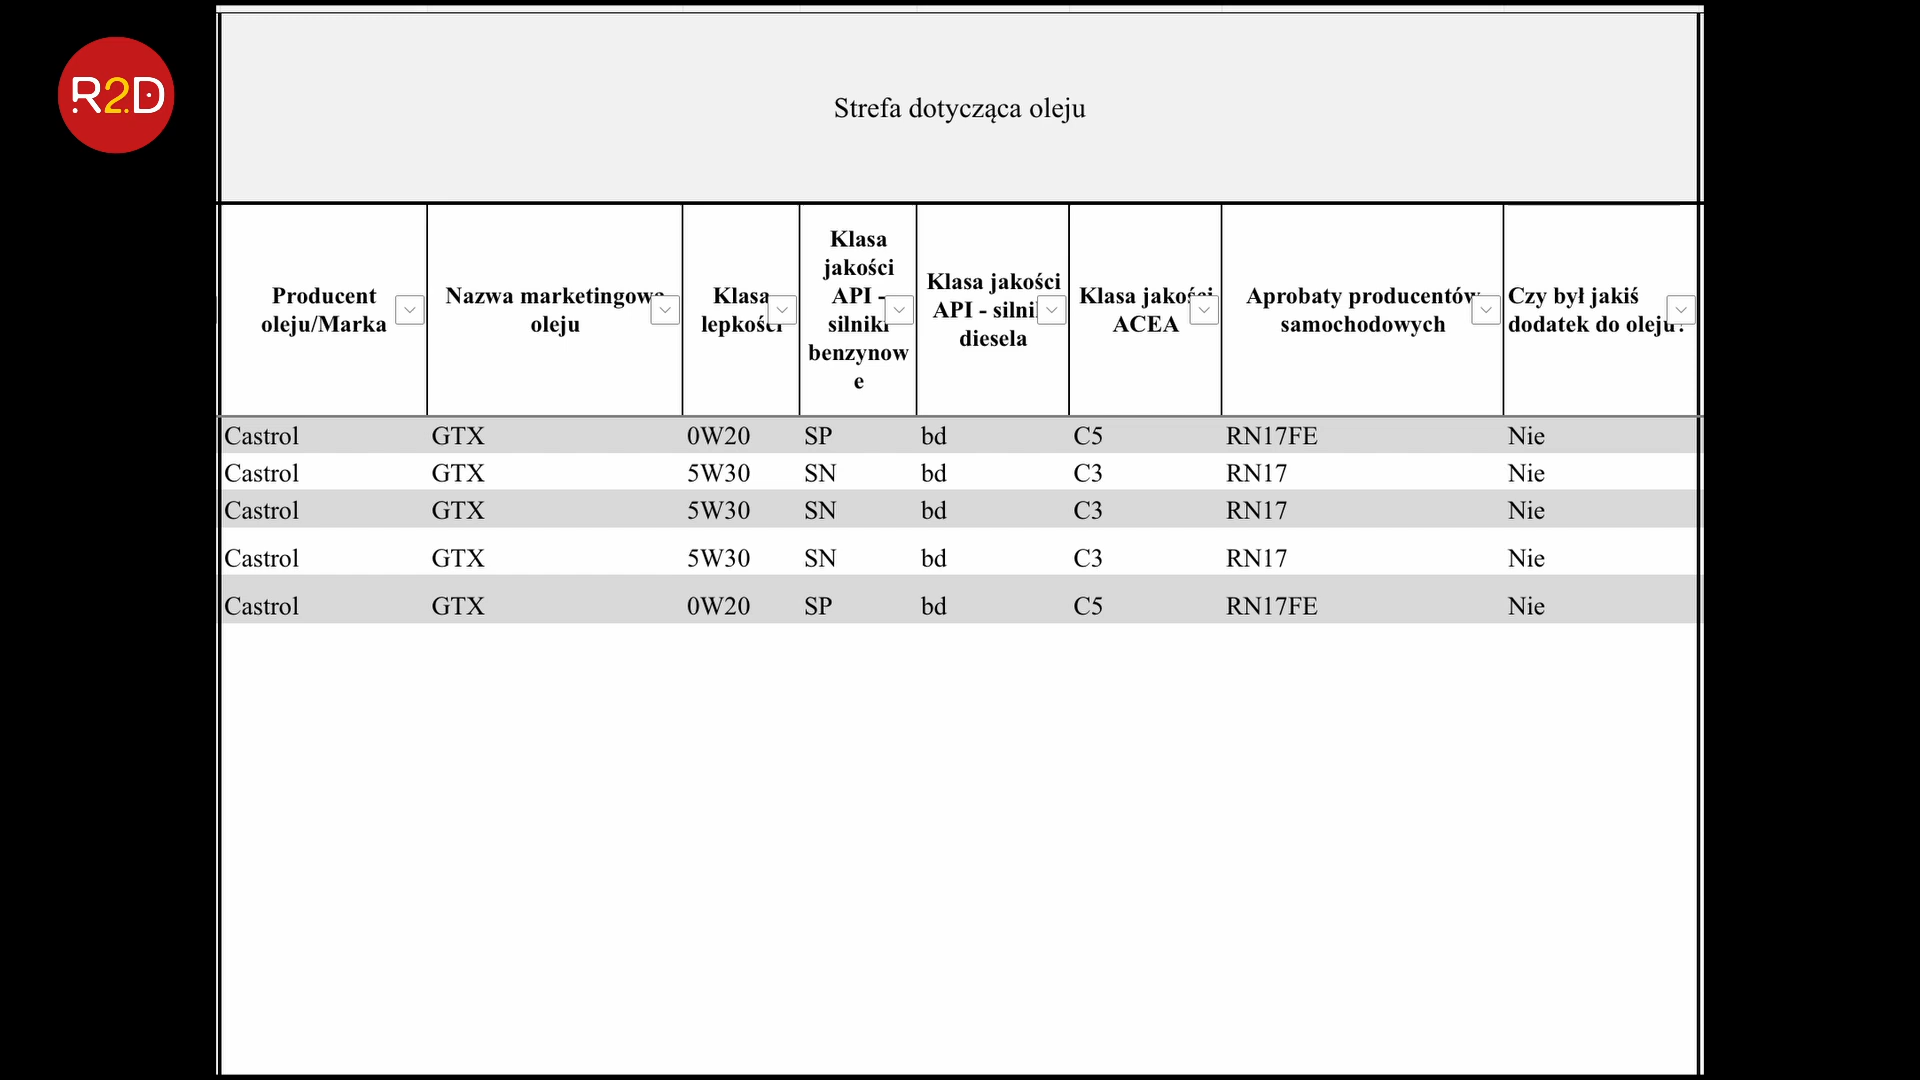 R2D
Strefa dotycząca oleju
Producent
oleju/Marka
Nazwa marketingowa
oleju
Klasa
lepkości
Klasa
jakości
API -
silniki
benzynow
e
Klasa jakości
API - silniki
diesela
Klasa jakości
ACEA
Aprobaty producentów
samochodowych
Czy był jakiś
dodatek do oleju?
Castrol GTX 0W20 SP bd C5 RN17FE Nie
Castrol GTX 5W30 SN bd C3 RN17 Nie
Castrol GTX 5W30 SN bd C3 RN17 Nie
Castrol GTX 5W30 SN bd C3 RN17 Nie
Castrol GTX 0W20 SP bd C5 RN17FE Nie